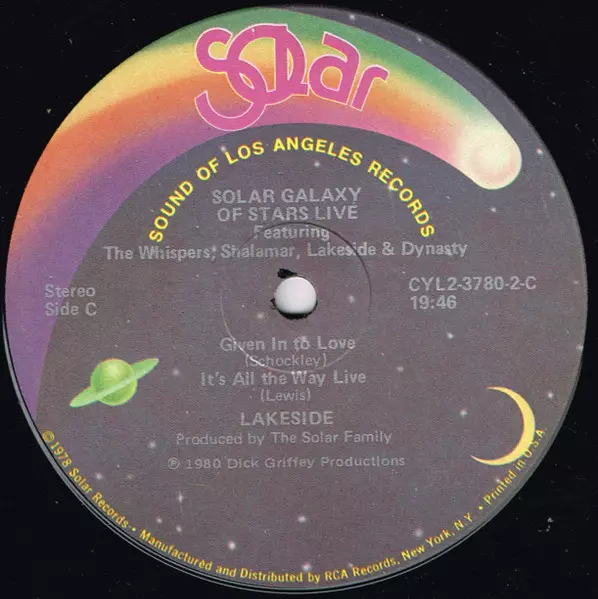 Solar
SOUND OF LOS ANGELES RECORDS
SOLAR GALAXY
OF STARS LIVE
Featuring
The Whispers, Shalamar, Lakeside & Dynasty
Stereo
Side C
CYL2-3780-2-C
19:46
Given In to Love
(Schockley)
It's All the Way Live
(Lewis)
LAKESIDE
Produced by The Solar Family
℗ 1980 Dick Griffey Productions
© 1978 Solar Records • Manufactured and Distributed by RCA Records, New York, N.Y. • Printed in U.S.A.